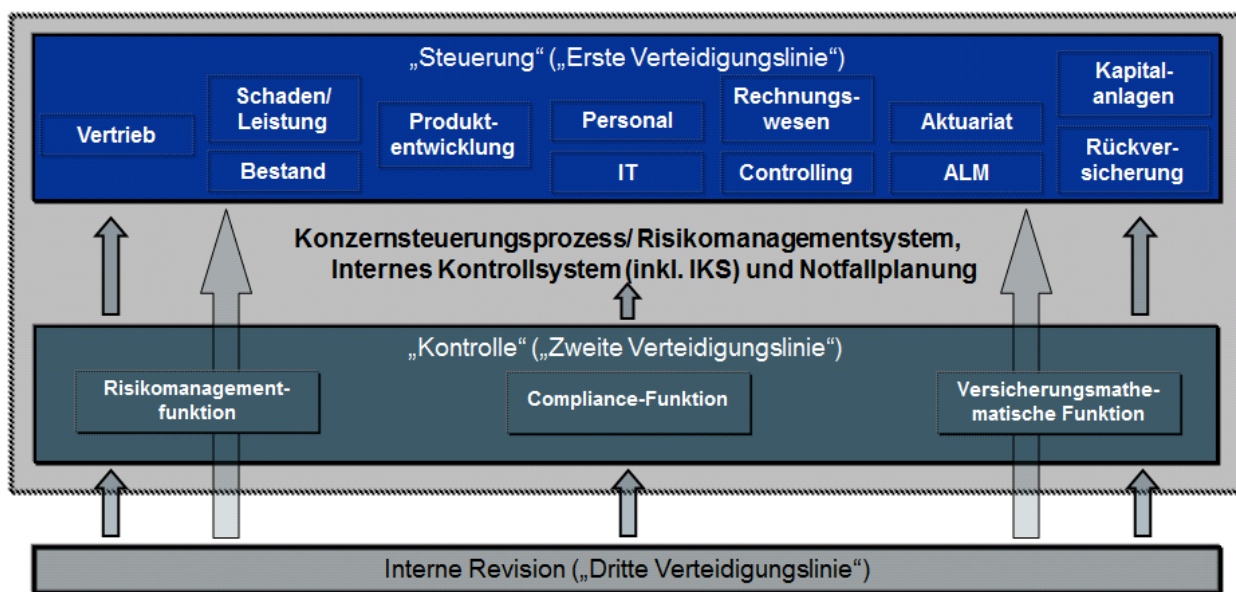 „Steuerung“ („Erste Verteidigungslinie“)
Vertrieb
Schaden/
Leistung
Bestand
Produkt-
entwicklung
Personal
IT
Rechnungs-
wesen
Controlling
Aktuariat
ALM
Kapital-
anlagen
Rückver-
sicherung
Konzernsteuerungsprozess/ Risikomanagementsystem,
Internes Kontrollsystem (inkl. IKS) und Notfallplanung
„Kontrolle“ („Zweite Verteidigungslinie“)
Risikomanagement-
funktion
Compliance-Funktion
Versicherungsmathe-
matische Funktion
Interne Revision („Dritte Verteidigungslinie“)